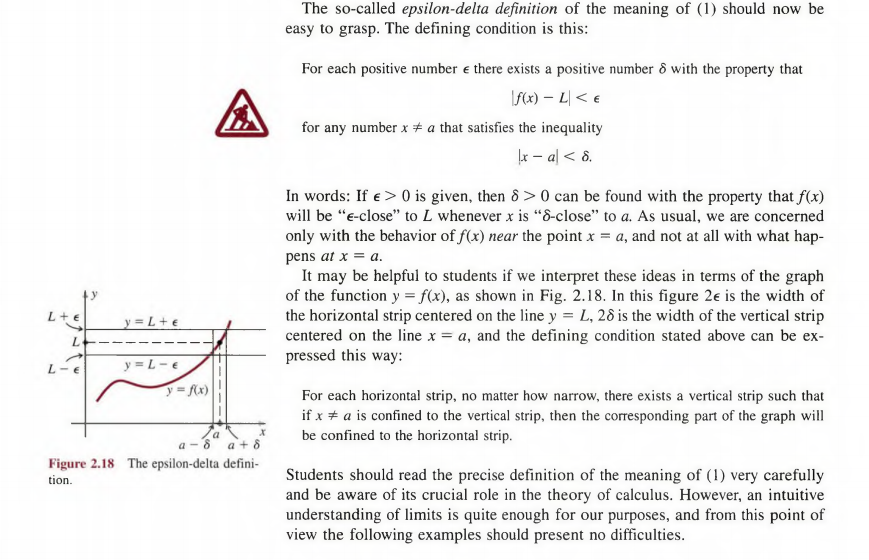 The so-called epsilon-delta definition of the meaning of (1) should now be
easy to grasp. The defining condition is this:
For each positive number ϵ there exists a positive number δ with the property that
|f(x) − L| < ϵ
for any number x ≠ a that satisfies the inequality
|x − a| < δ.
In words: If ϵ > 0 is given, then δ > 0 can be found with the property that f(x)
will be “ϵ-close” to L whenever x is “δ-close” to a. As usual, we are concerned
only with the behavior of f(x) near the point x = a, and not at all with what hap-
pens at x = a.
It may be helpful to students if we interpret these ideas in terms of the graph
of the function y = f(x), as shown in Fig. 2.18. In this figure 2ϵ is the width of
the horizontal strip centered on the line y = L, 2δ is the width of the vertical strip
centered on the line x = a, and the defining condition stated above can be ex-
pressed this way:
For each horizontal strip, no matter how narrow, there exists a vertical strip such that
if x ≠ a is confined to the vertical strip, then the corresponding part of the graph will
be confined to the horizontal strip.
Students should read the precise definition of the meaning of (1) very carefully
and be aware of its crucial role in the theory of calculus. However, an intuitive
understanding of limits is quite enough for our purposes, and from this point of
view the following examples should present no difficulties.
y
L + ϵ
y = L + ϵ
L
L − ϵ
y = L − ϵ
y = f(x)
a
x
a − δ a + δ
Figure 2.18 The epsilon-delta defini-
tion.